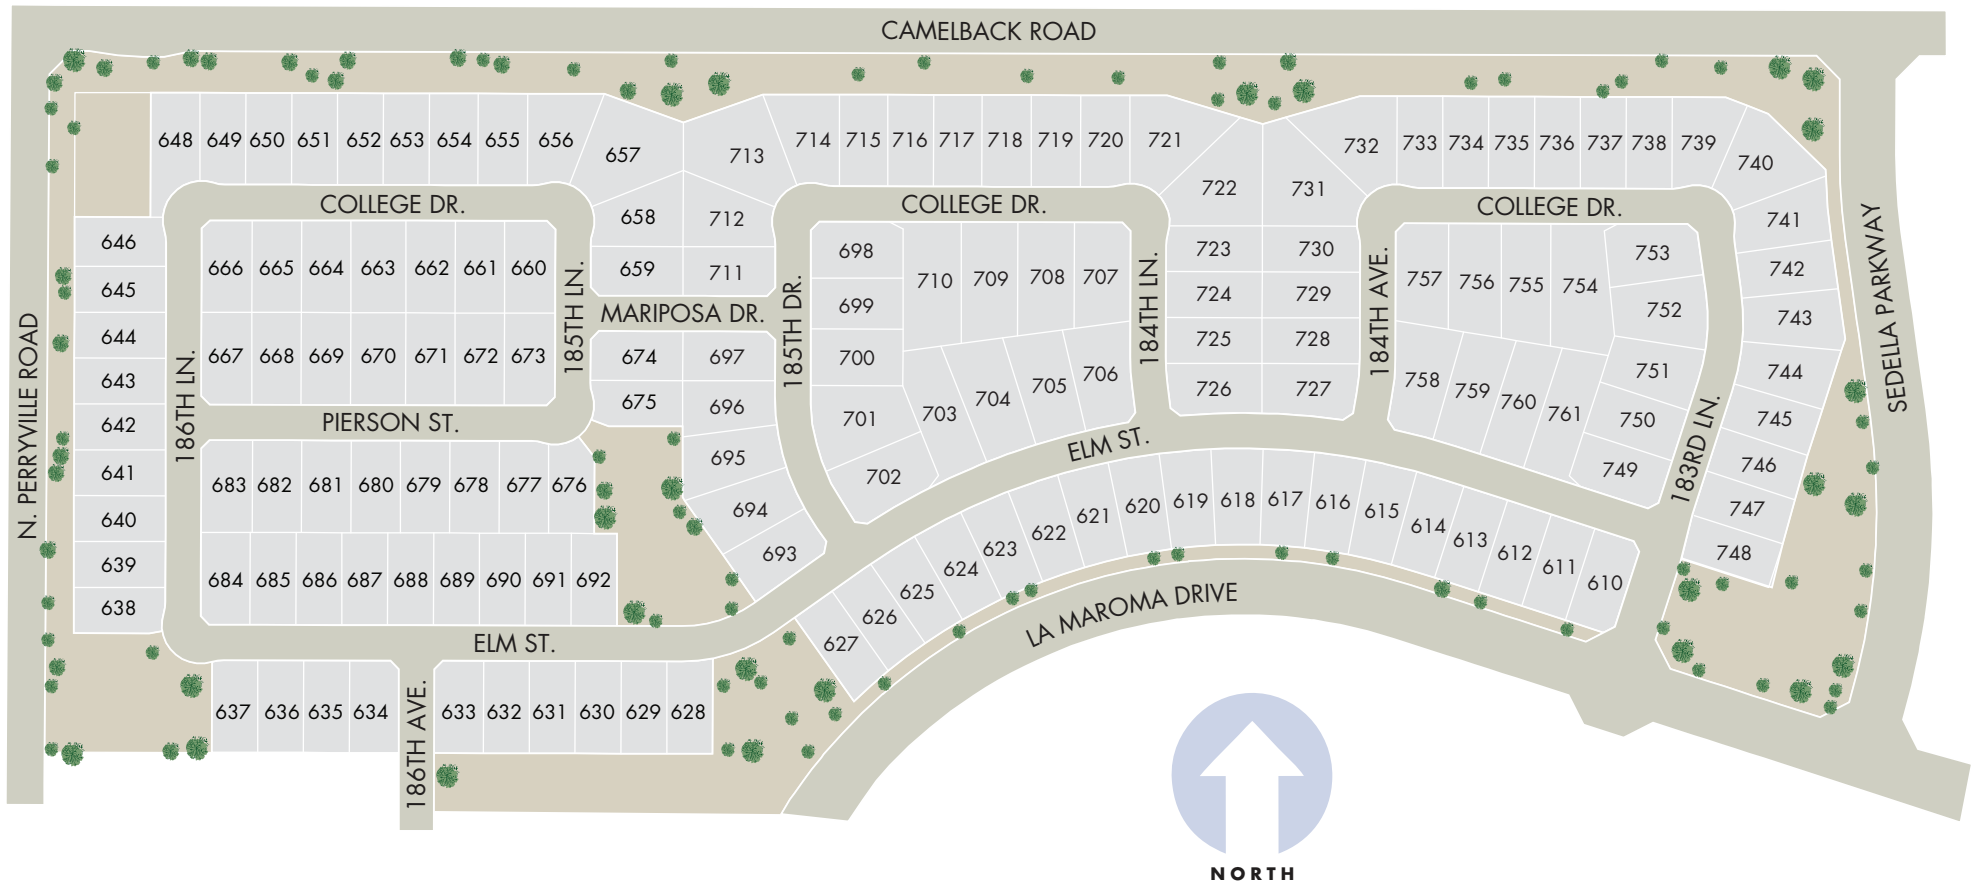 CAMELBACK ROAD
648 649 650 651 652 653 654 655 656 657 713 714 715 716 717 718 719 720 721 732 733 734 735 736 737 738 739 740
722 731
COLLEGE DR. COLLEGE DR. COLLEGE DR.
658 712 741
646 698 723 730 753
666 665 664 663 662 661 660 659 711 710 709 708 707 757 756 755 754 742
645 699 724 729 752
MARIPOSA DR.
743
644 725 728
667 668 669 670 671 672 673 674 697 700
643 703 704 705 706 726 727 758 759 760 761 751 744
675 696
642 701 750 745
PIERSON ST.
ELM ST.
641 695 702 749 746
683 682 681 680 679 678 677 676
694 747
640 693 748
639
684 685 686 687 688 689 690 691 692
638
627 626 625 624 623 622 621 620 619 618 617 616 615 614 613 612 611 610
ELM ST.
LA MAROMA DRIVE
637 636 635 634 633 632 631 630 629 628
N. PERRYVILLE ROAD
186TH LN.
186TH AVE.
185TH LN.
185TH DR.
184TH LN.
184TH AVE.
183RD LN.
SEDELLA PARKWAY
NORTH